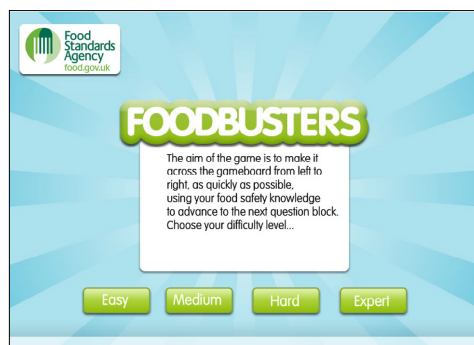 Food
Standards
Agency
food.gov.uk
FOODBUSTERS
The aim of the game is to make it
across the gameboard from left to
right, as quickly as possible,
using your food safety knowledge
to advance to the next question block.
Choose your difficulty level...
Easy
Medium
Hard
Expert